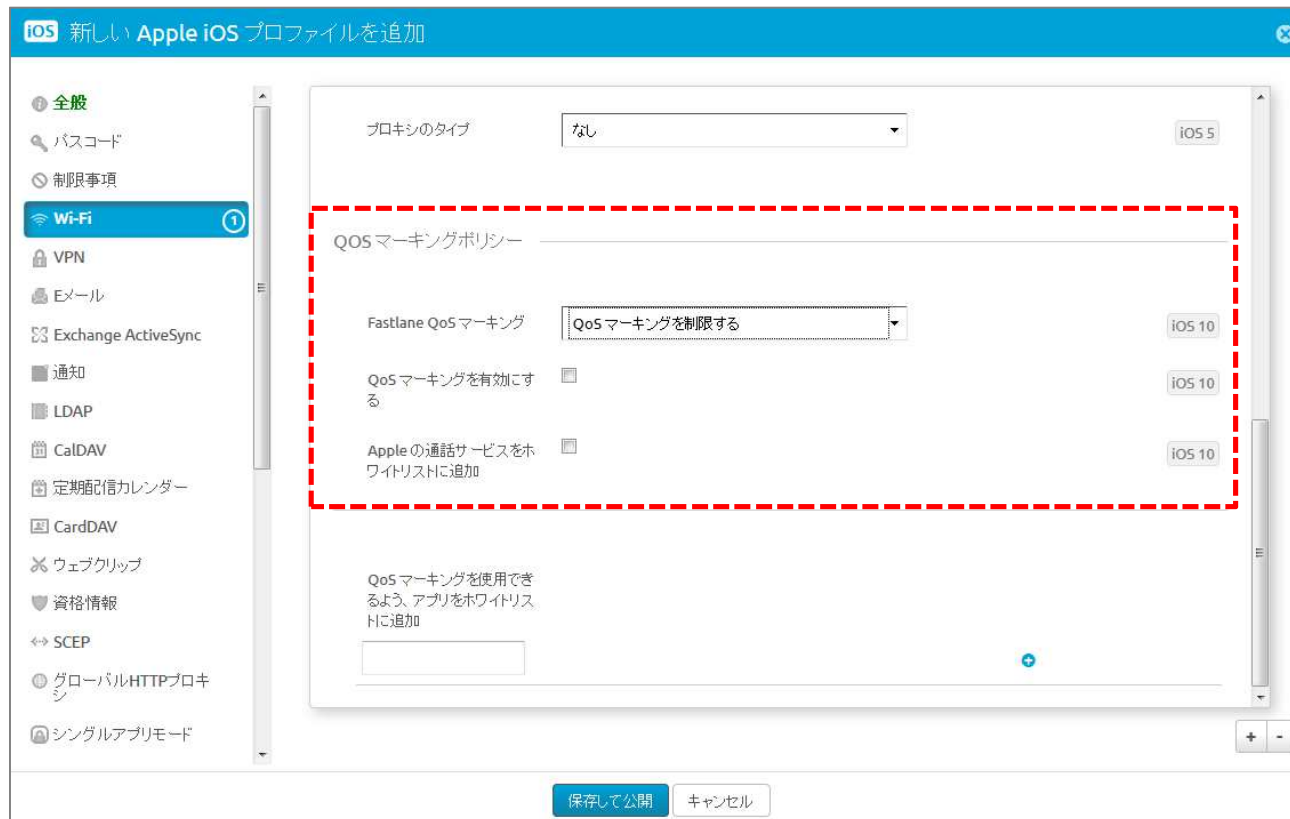 iOS 新しい Apple iOS プロファイルを追加
全般
パスコード
制限事項
Wi-Fi 1
VPN
Eメール
Exchange ActiveSync
通知
LDAP
CalDAV
定期配信カレンダー
CardDAV
ウェブクリップ
資格情報
SCEP
グローバルHTTPプロキ
シ
シングルアプリモード
プロキシのタイプ なし iOS 5
QOS マーキングポリシー
Fastlane QoS マーキング QoS マーキングを制限する iOS 10
QoS マーキングを有効にす iOS 10
る
Apple の通話サービスをホ iOS 10
ワイトリストに追加
QoS マーキングを使用でき
るよう、アプリをホワイトリス
トに追加
+ -
保存して公開 キャンセル